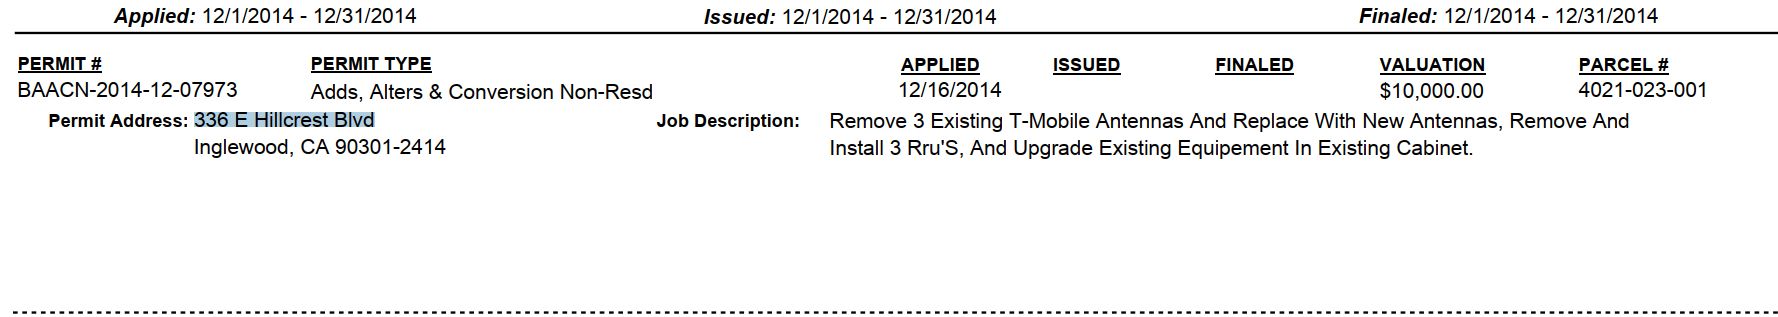 Applied: 12/1/2014 - 12/31/2014 Issued: 12/1/2014 - 12/31/2014 Finaled: 12/1/2014 - 12/31/2014
PERMIT # PERMIT TYPE APPLIED ISSUED FINALED VALUATION PARCEL #
BAACN-2014-12-07973 Adds, Alters & Conversion Non-Resd 12/16/2014 $10,000.00 4021-023-001
Permit Address: 336 E Hillcrest Blvd Job Description: Remove 3 Existing T-Mobile Antennas And Replace With New Antennas, Remove And
Inglewood, CA 90301-2414 Install 3 Rru'S, And Upgrade Existing Equipement In Existing Cabinet.